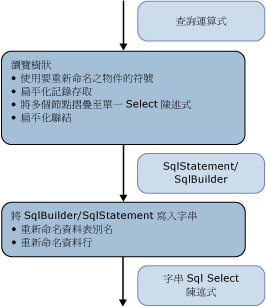 查詢運算式
瀏覽樹狀
• 使用要重新命名之物件的符號
• 扁平化記錄存取
• 將多個節點摺疊至單一 Select 陳述式
• 扁平化聯結
SqlStatement/
SqlBuilder
將 SqlBuilder/SqlStatement 寫入字串
• 重新命名資料表別名
• 重新命名資料行
字串 Sql Select
陳述式